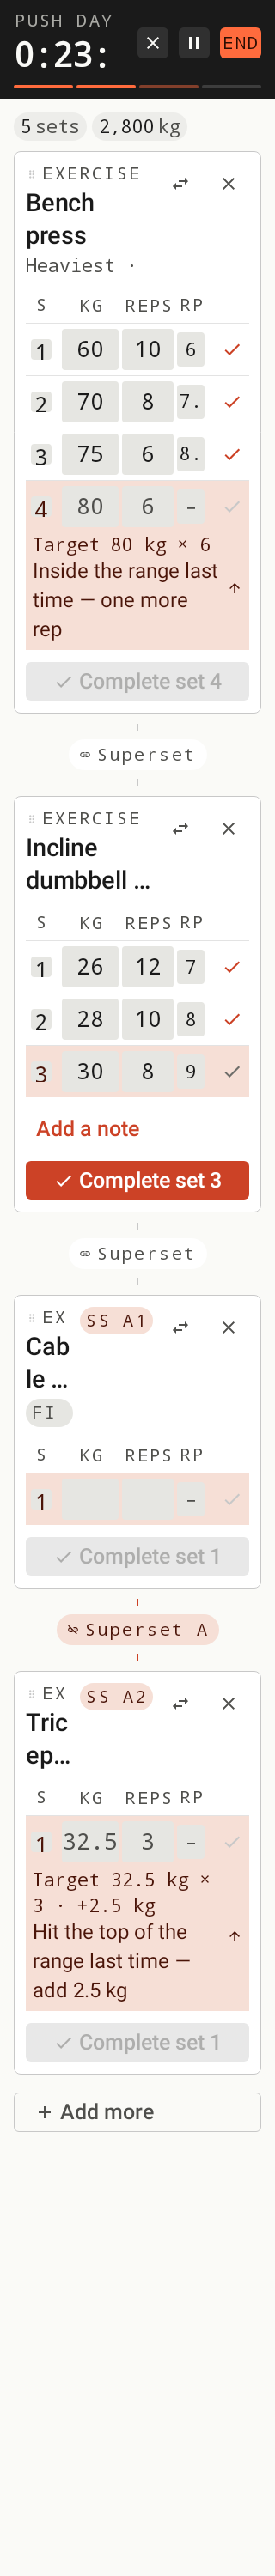 PUSH DAY
0:23:
END
5 sets
2,800 kg
EXERCISE
Bench
press
Heaviest ·
S KG REPS RP
1 60 10 6
2 70 8 7.
3 75 6 8.
4 80 6 –
Target 80 kg × 6
Inside the range last
time — one more
rep
Complete set 4
Superset
EXERCISE
Incline
dumbbell …
S KG REPS RP
1 26 12 7
2 28 10 8
3 30 8 9
Add a note
Complete set 3
Superset
EX SS A1
Cab
le …
FI
S KG REPS RP
1 –
Complete set 1
Superset A
EX SS A2
Tric
ep…
S KG REPS RP
1 32.5 3 –
Target 32.5 kg ×
3 · +2.5 kg
Hit the top of the
range last time —
add 2.5 kg
Complete set 1
Add more